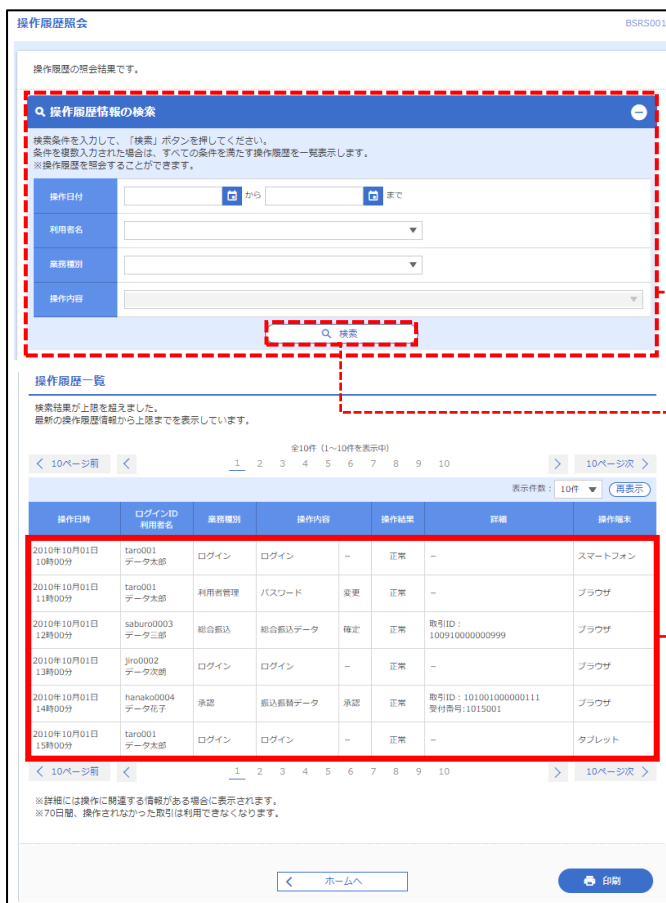 操作履歴照会
BSRS001
操作履歴の照会結果です。
操作履歴情報の検索
検索条件を入力して、「検索」ボタンを押してください。
条件を複数入力された場合は、すべての条件を満たす操作履歴を一覧表示します。
※操作履歴を照会することができます。
操作日付 から まで
利用者名
業務種別
操作内容
検索
操作履歴一覧
検索結果が上限を超えました。
最新の操作履歴情報から上限までを表示しています。
全10件（1～10件を表示中）
< 10ページ前 < 1 2 3 4 5 6 7 8 9 10 > 10ページ次 >
表示件数： 10件 ▼ 再表示
操作日時 ログインID 利用者名 業務種別 操作内容 操作結果 詳細 操作端末
2010年10月01日 10時00分 taro001 データ太郎 ログイン ログイン － 正常 － スマートフォン
2010年10月01日 11時00分 taro001 データ太郎 利用者管理 パスワード 変更 正常 － ブラウザ
2010年10月01日 12時00分 saburo0003 データ三郎 総合振込 総合振込データ 確定 正常 取引ID： 100910000000999 ブラウザ
2010年10月01日 13時00分 jiro0002 データ次朗 ログイン ログイン － 正常 － ブラウザ
2010年10月01日 14時00分 hanako0004 データ花子 承認 振込振替データ 承認 正常 取引ID：101001000000111 受付番号:1015001 ブラウザ
2010年10月01日 15時00分 taro001 データ太郎 ログイン ログイン － 正常 － タブレット
< 10ページ前 < 1 2 3 4 5 6 7 8 9 10 > 10ページ次 >
※詳細には操作に関連する情報がある場合に表示されます。
※70日間、操作されなかった取引は利用できなくなります。
< ホームへ
印刷